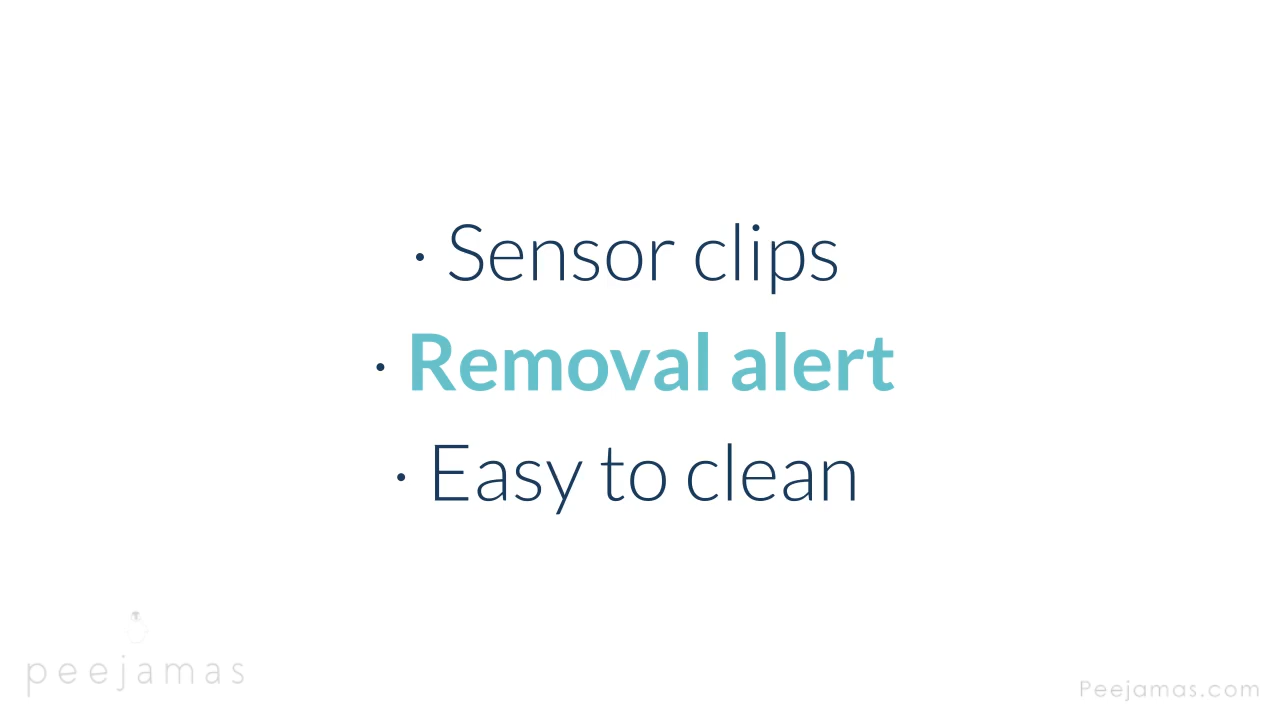 · Sensor clips
· Removal alert
· Easy to clean
peejamas
Peejamas.com